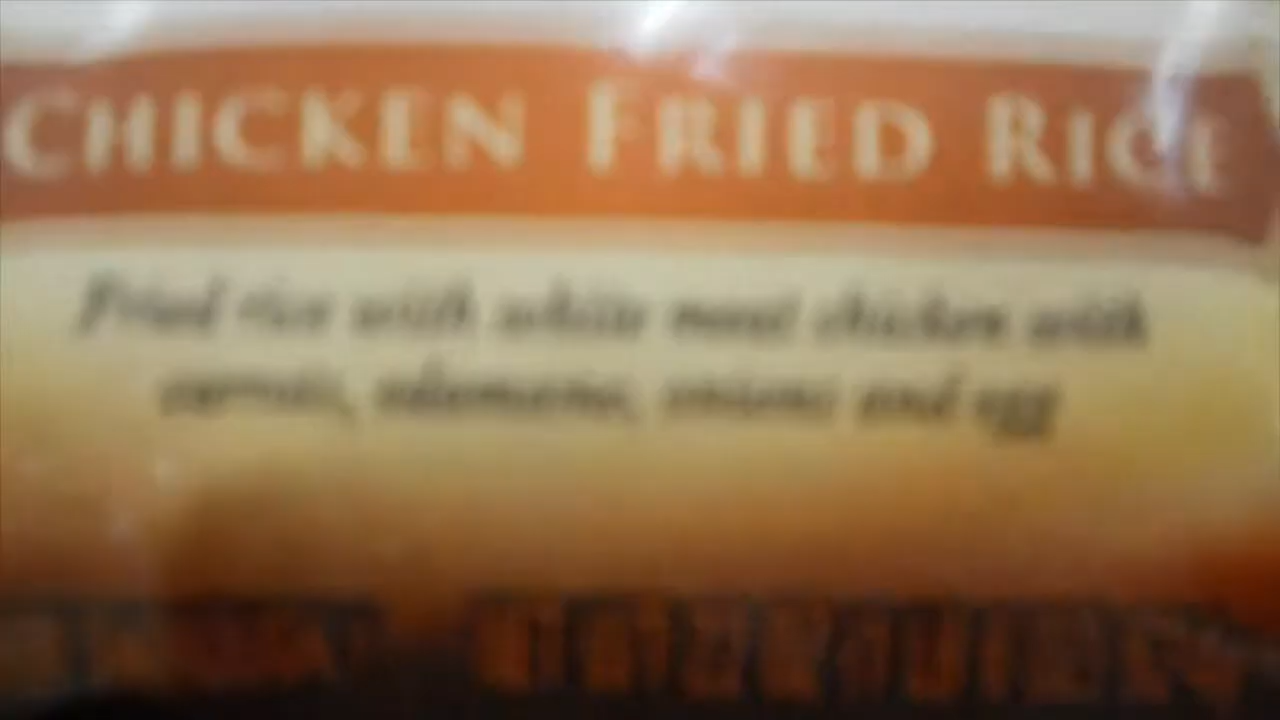 CHICKEN FRIED RICE
Fried rice with white meat chicken with
carrots, edamame, onions and egg